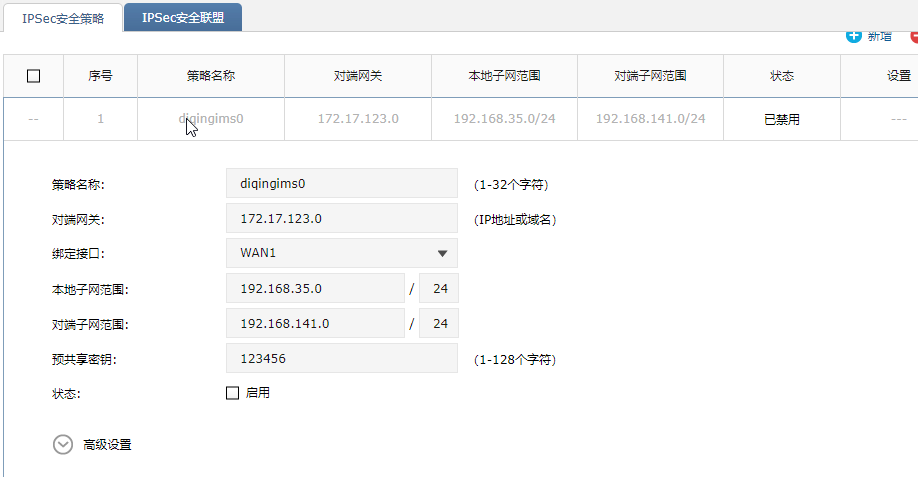 IPSec安全策略 IPSec安全联盟
新增
序号 策略名称 对端网关 本地子网范围 对端子网范围 状态 设置
-- 1 diqingims0 172.17.123.0 192.168.35.0/24 192.168.141.0/24 已禁用 ---
策略名称: diqingims0 (1-32个字符)
对端网关: 172.17.123.0 (IP地址或域名)
绑定接口: WAN1
本地子网范围: 192.168.35.0 / 24
对端子网范围: 192.168.141.0 / 24
预共享密钥: 123456 (1-128个字符)
状态: 启用
高级设置